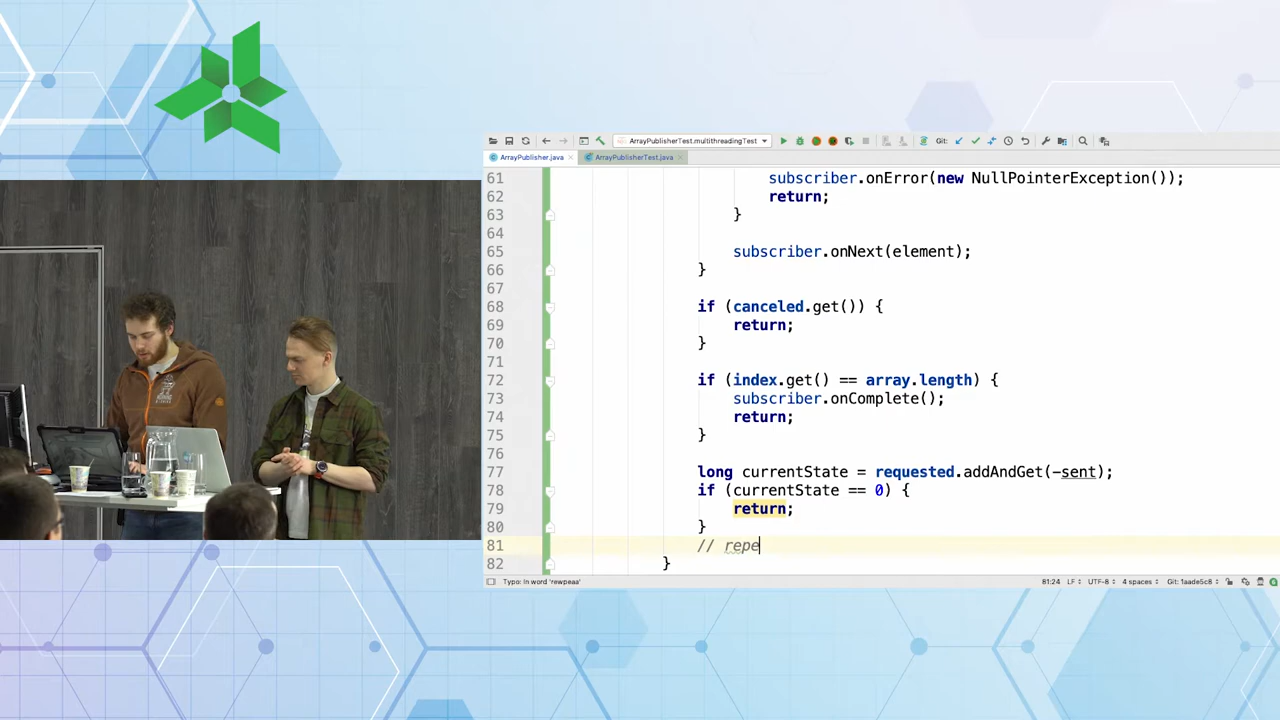 ArrayPublisherTest.multithreadingTest
Git:
ArrayPublisher.java
ArrayPublisherTest.java
61 subscriber.onError(new NullPointerException());
62 return;
63 }
64
65 subscriber.onNext(element);
66 }
67
68 if (canceled.get()) {
69 return;
70 }
71
72 if (index.get() == array.length) {
73 subscriber.onComplete();
74 return;
75 }
76
77 long currentState = requested.addAndGet(-sent);
78 if (currentState == 0) {
79 return;
80 }
81 // repe
82 }
Typo: In word 'rewpeaa'
81:24 LF UTF-8 4 spaces Git: 1aade5c8